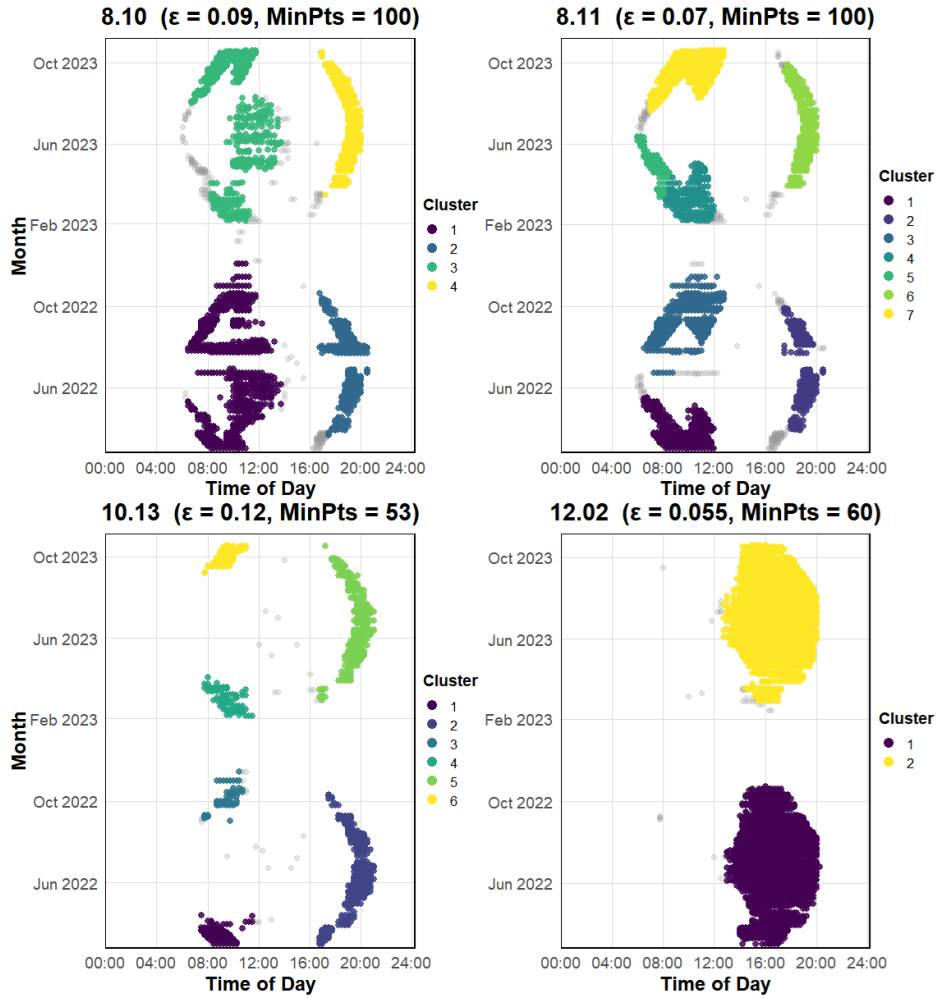 8.10 (ε = 0.09, MinPts = 100)
Oct 2023
Jun 2023
Feb 2023
Oct 2022
Jun 2022
Month
00:00 04:00 08:00 12:00 16:00 20:00 24:00
Time of Day
Cluster
1
2
3
4
8.11 (ε = 0.07, MinPts = 100)
Oct 2023
Jun 2023
Feb 2023
Oct 2022
Jun 2022
00:00 04:00 08:00 12:00 16:00 20:00 24:00
Time of Day
Cluster
1
2
3
4
5
6
7
10.13 (ε = 0.12, MinPts = 53)
Oct 2023
Jun 2023
Feb 2023
Oct 2022
Jun 2022
Month
00:00 04:00 08:00 12:00 16:00 20:00 24:00
Time of Day
Cluster
1
2
3
4
5
6
12.02 (ε = 0.055, MinPts = 60)
Oct 2023
Jun 2023
Feb 2023
Oct 2022
Jun 2022
00:00 04:00 08:00 12:00 16:00 20:00 24:00
Time of Day
Cluster
1
2